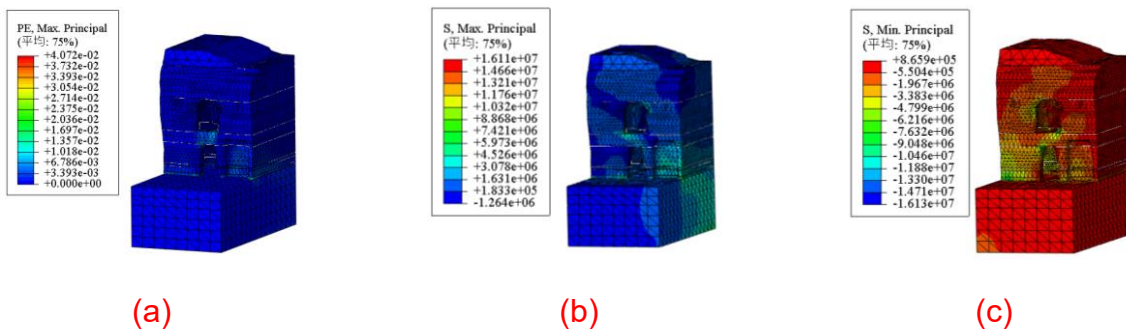 PE, Max. Principal
(平均: 75%)
+4.072e-02
+3.732e-02
+3.393e-02
+3.054e-02
+2.714e-02
+2.375e-02
+2.036e-02
+1.697e-02
+1.357e-02
+1.018e-02
+6.786e-03
+3.393e-03
+0.000e+00
(a)
S, Max. Principal
(平均: 75%)
+1.611e+07
+1.466e+07
+1.321e+07
+1.176e+07
+1.032e+07
+8.868e+06
+7.421e+06
+5.973e+06
+4.526e+06
+3.078e+06
+1.631e+06
+1.833e+05
-1.264e+06
(b)
S, Min. Principal
(平均: 75%)
+8.659e+05
-5.504e+05
-1.967e+06
-3.383e+06
-4.799e+06
-6.216e+06
-7.632e+06
-9.048e+06
-1.046e+07
-1.188e+07
-1.330e+07
-1.471e+07
-1.613e+07
(c)